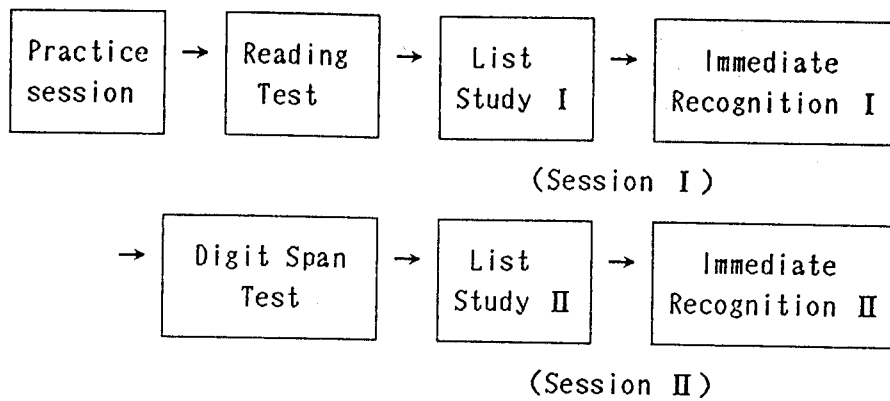 Practice session
→
Reading Test
→
List Study Ⅰ
→
Immediate Recognition Ⅰ
(Session Ⅰ)
→
Digit Span Test
→
List Study Ⅱ
→
Immediate Recognition Ⅱ
(Session Ⅱ)